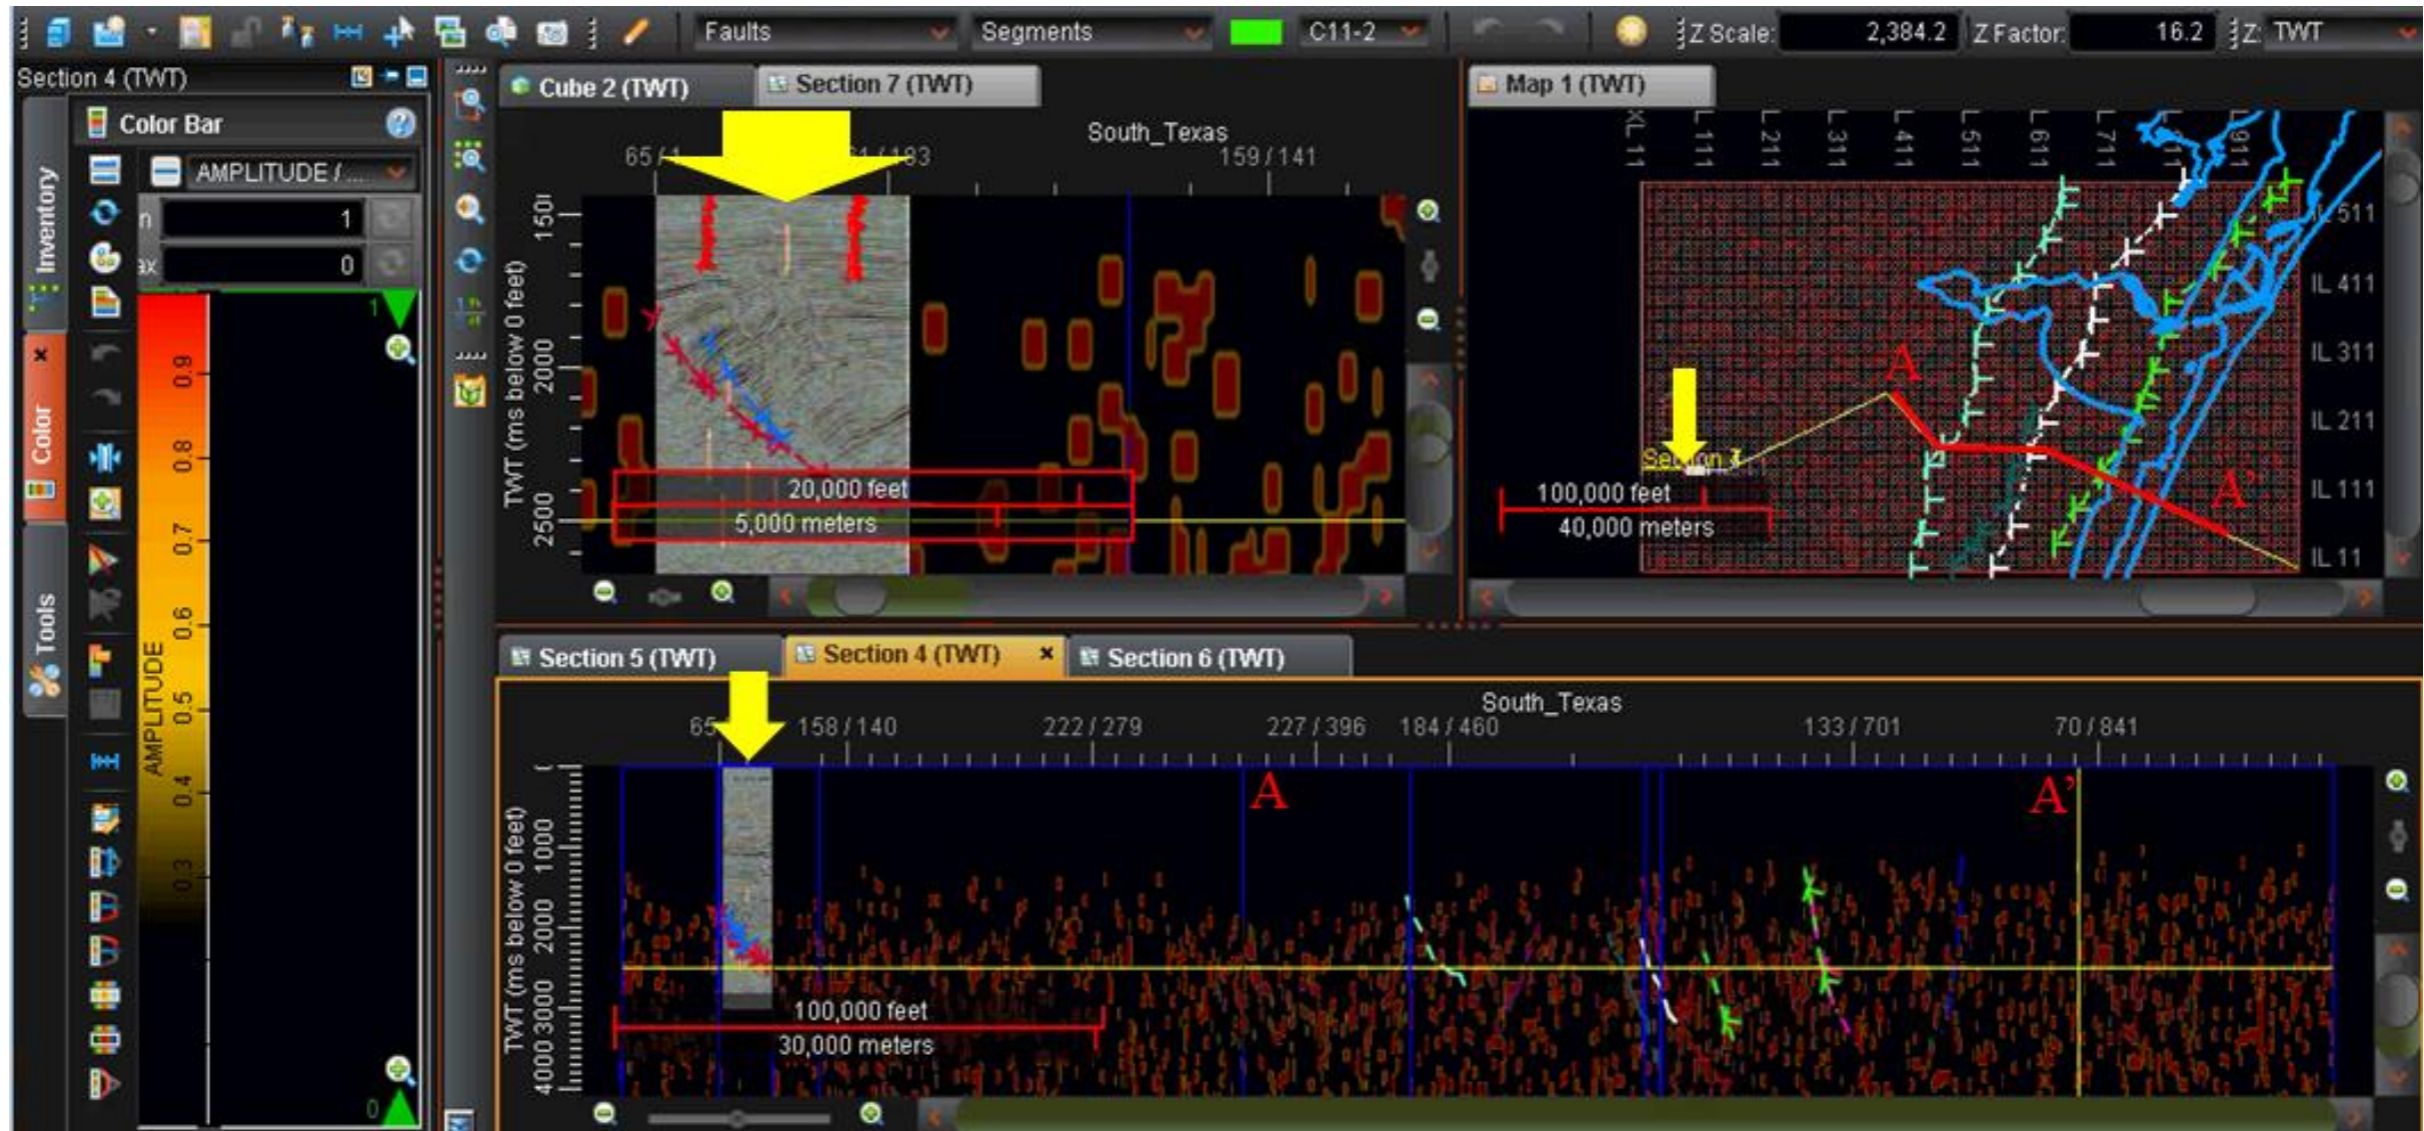 Faults
Segments
C11-2
Z Scale:
2,384.2
Z Factor:
16.2
Z:
TWT
Section 4 (TWT)
Inventory
Color
Tools
Color Bar
AMPLITUDE / ...
n
1
ax
0
1
0.9
0.8
0.7
0.6
0.5
0.4
0.3
AMPLITUDE
0
Cube 2 (TWT)
Section 7 (TWT)
South_Texas
159 / 141
TWT (ms below 0 feet)
2000
2500
20,000 feet
5,000 meters
Map 1 (TWT)
XL 11
L 111
L 211
L 311
L 411
L 511
L 611
L 711
L 911
IL 411
IL 311
IL 211
IL 111
IL 11
A
A'
100,000 feet
40,000 meters
Section 5 (TWT)
Section 4 (TWT)
Section 6 (TWT)
South_Texas
158 / 140
222 / 279
227 / 396
184 / 460
133 / 701
70 / 841
A
A'
TWT (ms below 0 feet)
1000
2000
3000
4000
100,000 feet
30,000 meters